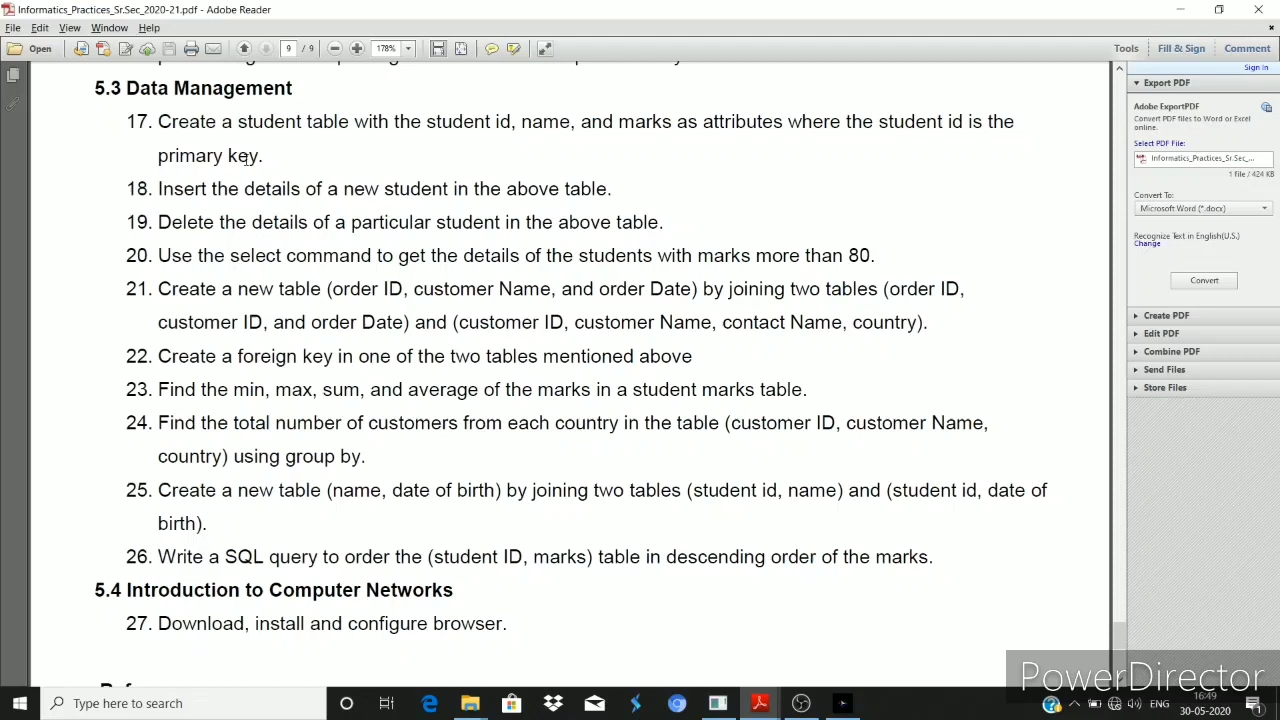 Informatics_Practices_Sr.Sec_2020-21.pdf - Adobe Reader
File Edit View Window Help
Open 9 / 9 178% Tools Fill & Sign Comment
Sign In
5.3 Data Management
17. Create a student table with the student id, name, and marks as attributes where the student id is the
primary key.
18. Insert the details of a new student in the above table.
19. Delete the details of a particular student in the above table.
20. Use the select command to get the details of the students with marks more than 80.
21. Create a new table (order ID, customer Name, and order Date) by joining two tables (order ID,
customer ID, and order Date) and (customer ID, customer Name, contact Name, country).
22. Create a foreign key in one of the two tables mentioned above
23. Find the min, max, sum, and average of the marks in a student marks table.
24. Find the total number of customers from each country in the table (customer ID, customer Name,
country) using group by.
25. Create a new table (name, date of birth) by joining two tables (student id, name) and (student id, date of
birth).
26. Write a SQL query to order the (student ID, marks) table in descending order of the marks.
5.4 Introduction to Computer Networks
27. Download, install and configure browser.
Export PDF
Adobe ExportPDF
Convert PDF files to Word or Excel
online.
Select PDF File:
Informatics_Practices_Sr.Sec_...
1 file / 424 KB
Convert To:
Microsoft Word (*.docx)
Recognize Text in English(U.S.)
Change
Convert
Create PDF
Edit PDF
Combine PDF
Send Files
Store Files
PowerDirector
Type here to search
ENG
16:49
30-05-2020